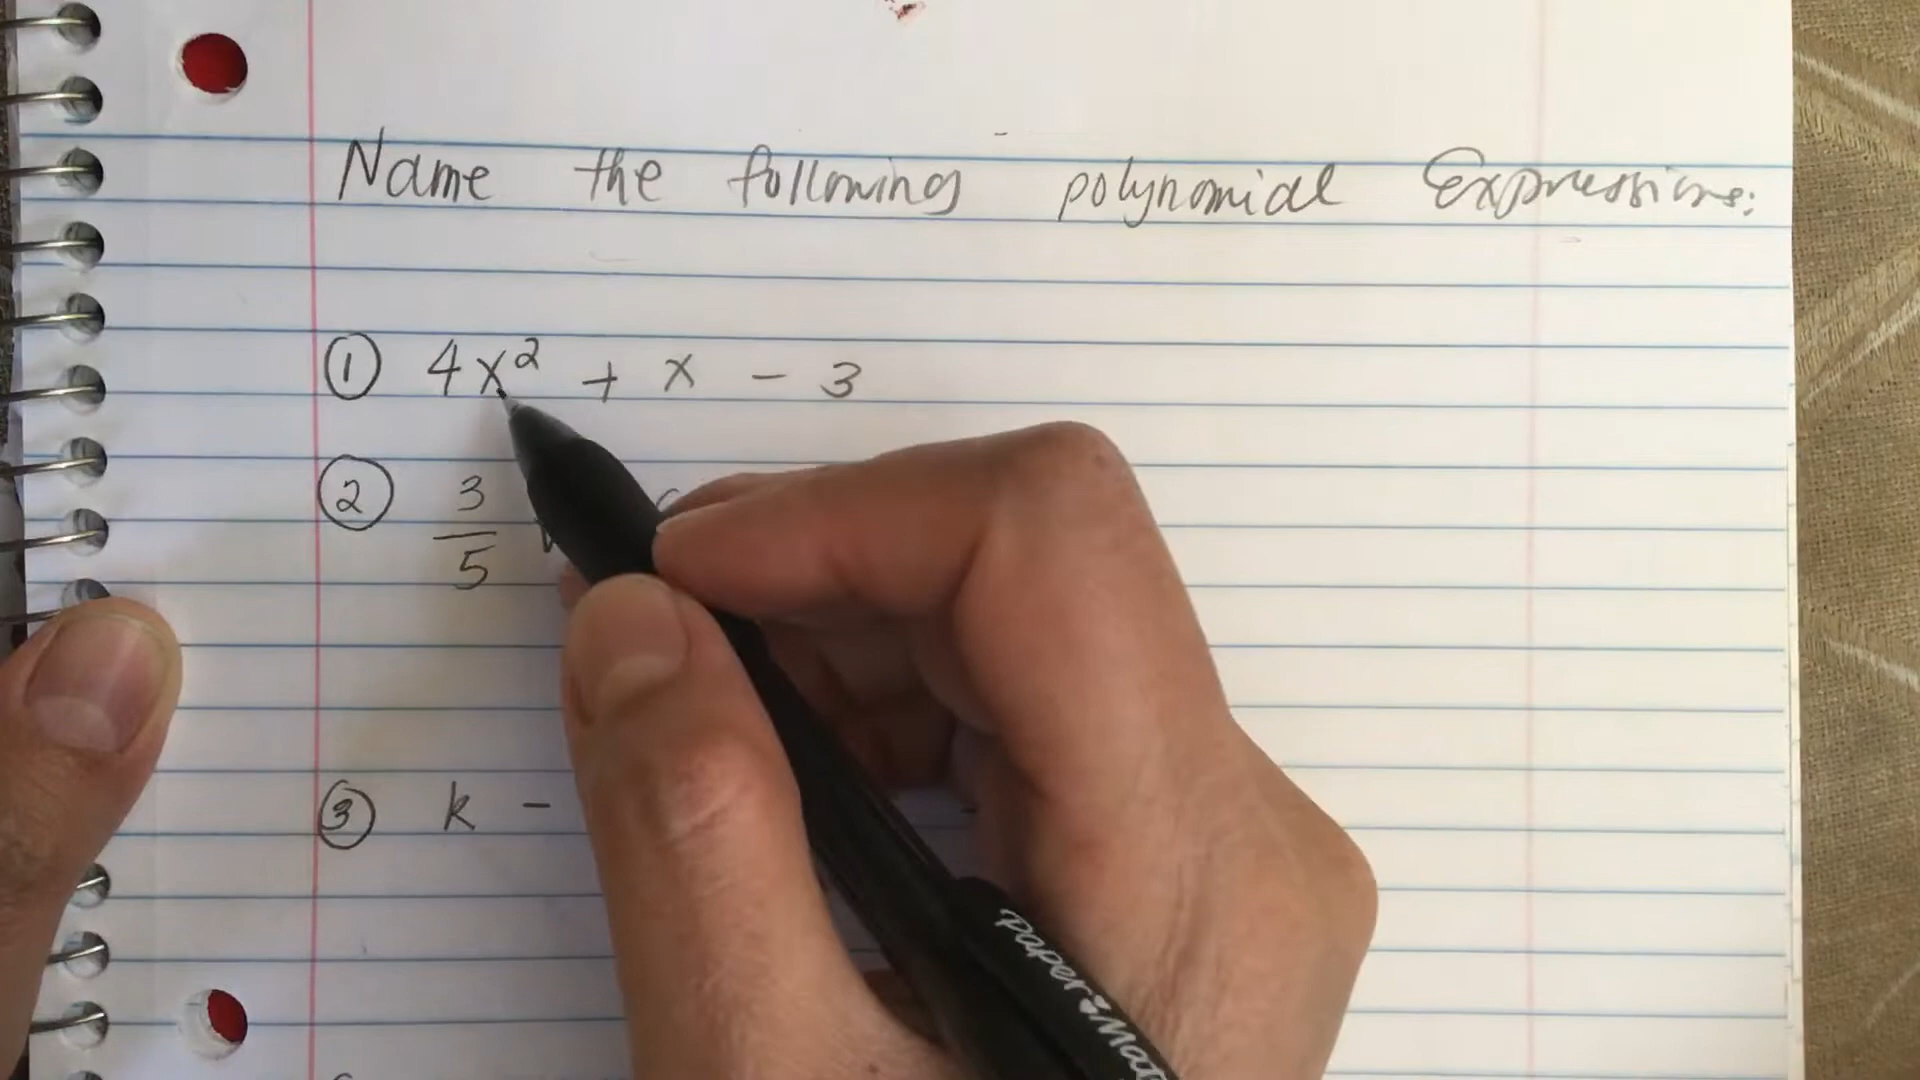 Name the following polynomial Expressions:
① 4x² + x - 3
② 3/5
③ k -
Paper Mate